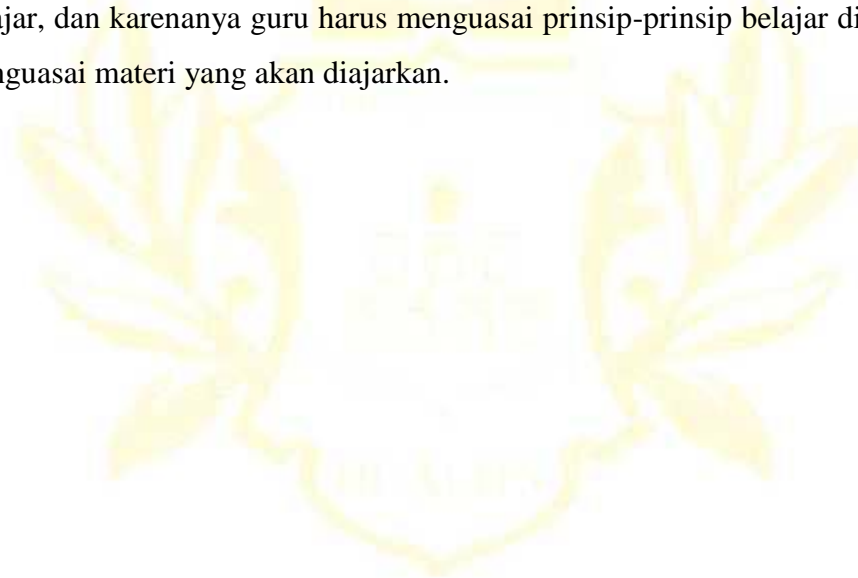 ajar, dan karenanya guru harus menguasai prinsip-prinsip belajar di
nguasai materi yang akan diajarkan.